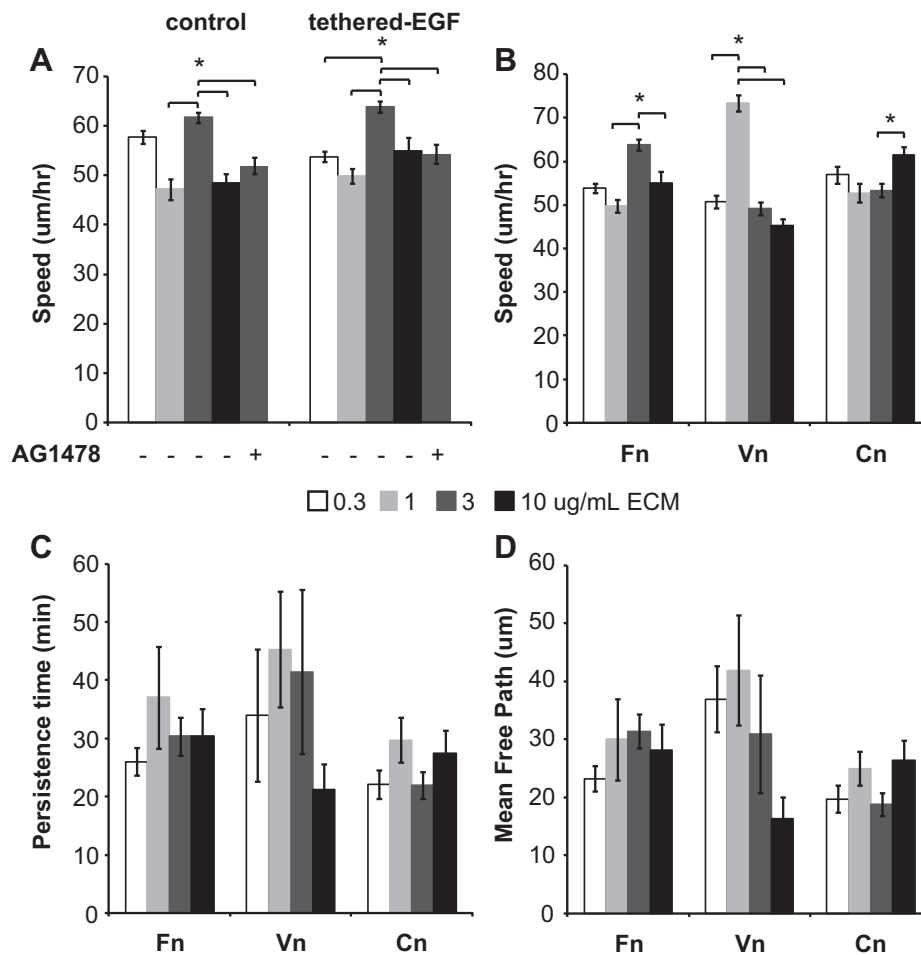 control tethered-EGF
A
*
*
70
60
50
40
30
20
10
0
Speed (um/hr)
AG1478 - - - - + - - - - +
B
*
*
*
80
70
60
50
40
30
20
10
0
Speed (um/hr)
Fn Vn Cn
0.3 1 3 10 ug/mL ECM
C
60
50
40
30
20
10
0
Persistence time (min)
Fn Vn Cn
D
60
50
40
30
20
10
0
Mean Free Path (um)
Fn Vn Cn